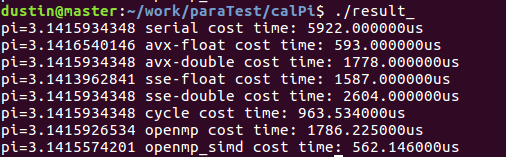 dustin@master:~/work/paraTest/calPi$ ./result_
pi=3.1415934348 serial cost time: 5922.000000us
pi=3.1416540146 avx-float cost time: 593.000000us
pi=3.1415934348 avx-double cost time: 1778.000000us
pi=3.1413962841 sse-float cost time: 1587.000000us
pi=3.1415934348 sse-double cost time: 2604.000000us
pi=3.1415934348 cycle cost time: 963.534000us
pi=3.1415926534 openmp cost time: 1786.225000us
pi=3.1415574201 openmp_simd cost time: 562.146000us